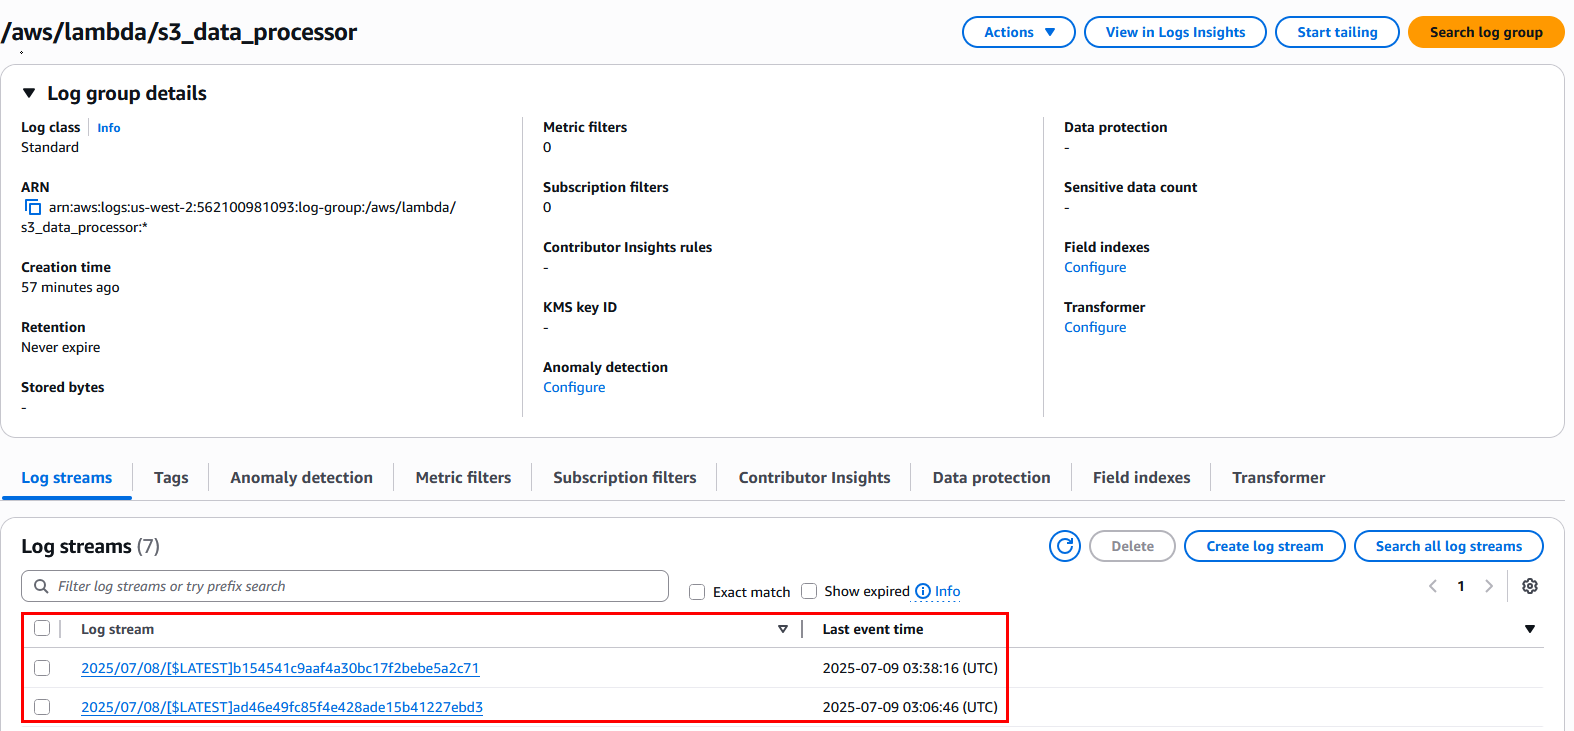 /aws/lambda/s3_data_processor
Actions
View in Logs Insights
Start tailing
Search log group
Log group details
Log class
Info
Standard
ARN
arn:aws:logs:us-west-2:562100981093:log-group:/aws/lambda/
s3_data_processor:*
Creation time
57 minutes ago
Retention
Never expire
Stored bytes
-
Metric filters
0
Subscription filters
0
Contributor Insights rules
-
KMS key ID
-
Anomaly detection
Configure
Data protection
-
Sensitive data count
-
Field indexes
Configure
Transformer
Configure
Log streams
Tags
Anomaly detection
Metric filters
Subscription filters
Contributor Insights
Data protection
Field indexes
Transformer
Log streams (7)
Delete
Create log stream
Search all log streams
Filter log streams or try prefix search
Exact match
Show expired
Info
1
Log stream
Last event time
2025/07/08/[$LATEST]b154541c9aaf4a30bc17f2bebe5a2c71
2025-07-09 03:38:16 (UTC)
2025/07/08/[$LATEST]ad46e49fc85f4e428ade15b41227ebd3
2025-07-09 03:06:46 (UTC)